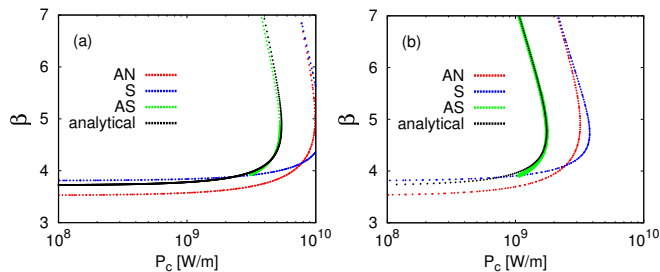 (a)
AN
S
AS
analytical
β
7
6
5
4
3
10^8
10^9
10^10
P_c [W/m]
(b)
AN
S
AS
analytical
β
7
6
5
4
3
10^8
10^9
10^10
P_c [W/m]